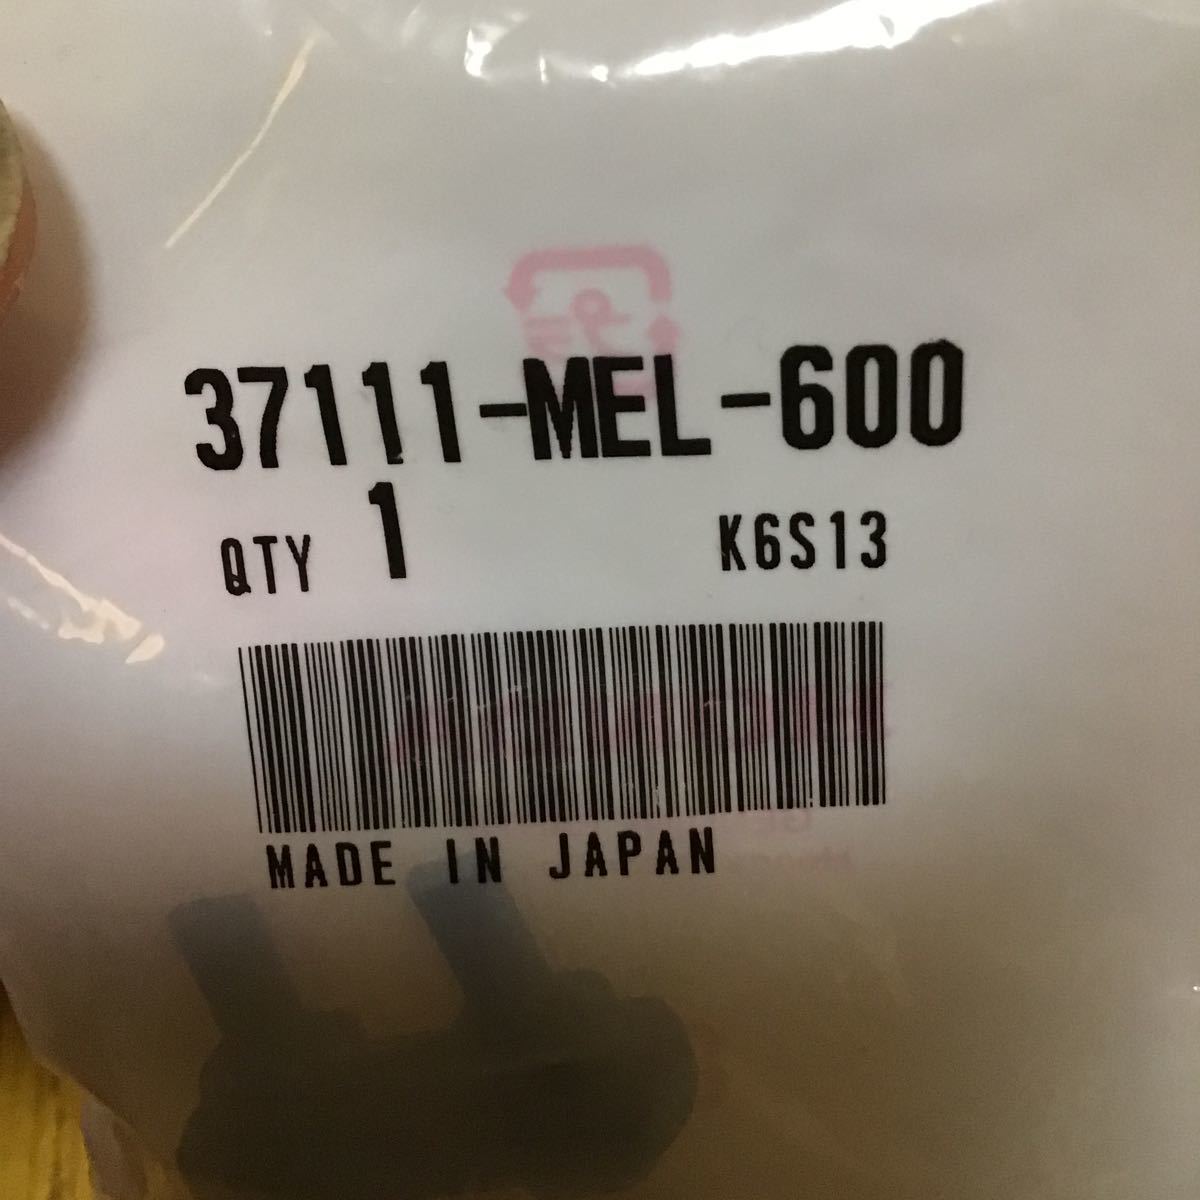 37111-MEL-600
QTY 1 K6S13
MADE IN JAPAN